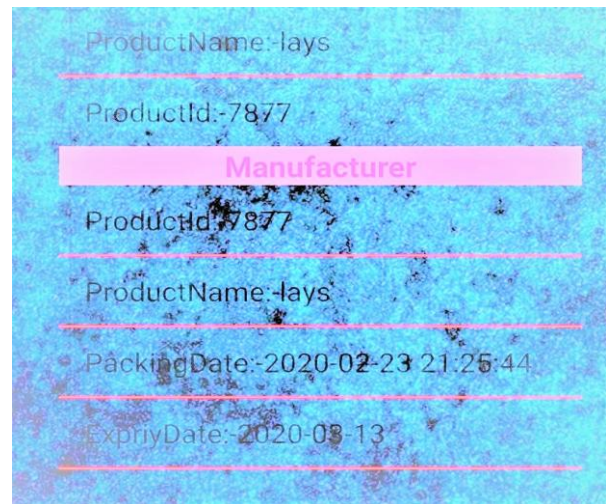 ProductName:-lays
ProductId:-7877
Manufacturer
ProductId:-7877
ProductName:-lays
PackingDate:-2020-02-23 21:25:44
ExpriyDate:-2020-03-13